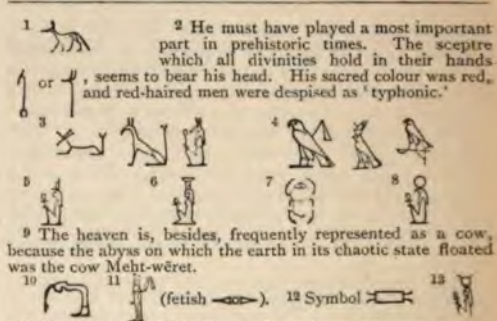 1 2 He must have played a most important
part in prehistoric times. The sceptre
which all divinities hold in their hands
or , seems to bear his head. His sacred colour was red,
and red-haired men were despised as 'typhonic.'
3 4
5 6 7 8
9 The heaven is, besides, frequently represented as a cow,
because the abyss on which the earth in its chaotic state floated
was the cow Meḥt-wēret.
10 11 (fetish ). 12 Symbol 13